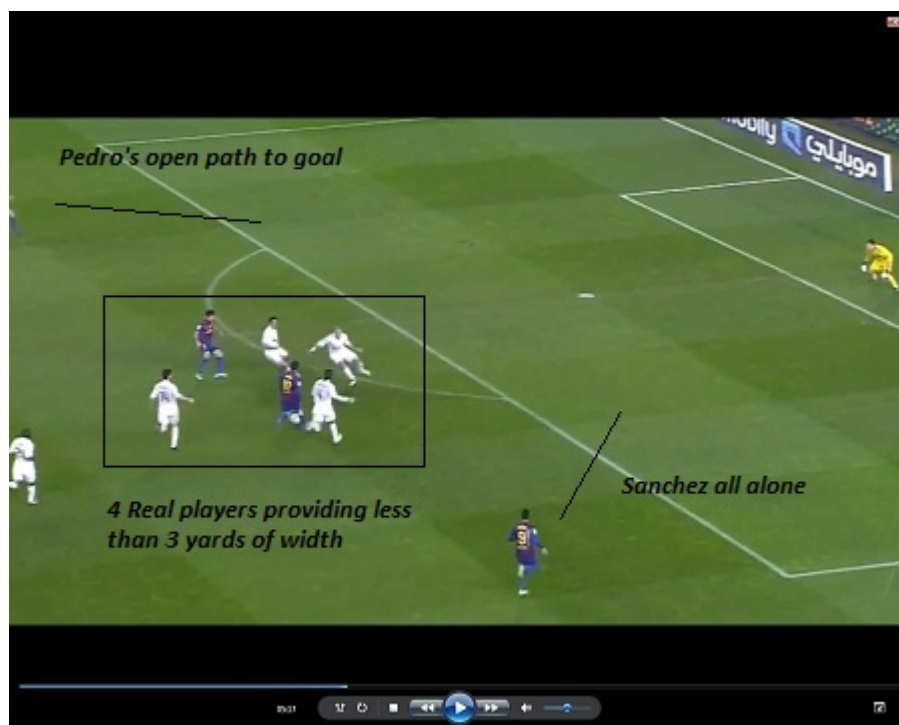 mobily موبايلي
Pedro's open path to goal
Sanchez all alone
4 Real players providing less
than 3 yards of width
9